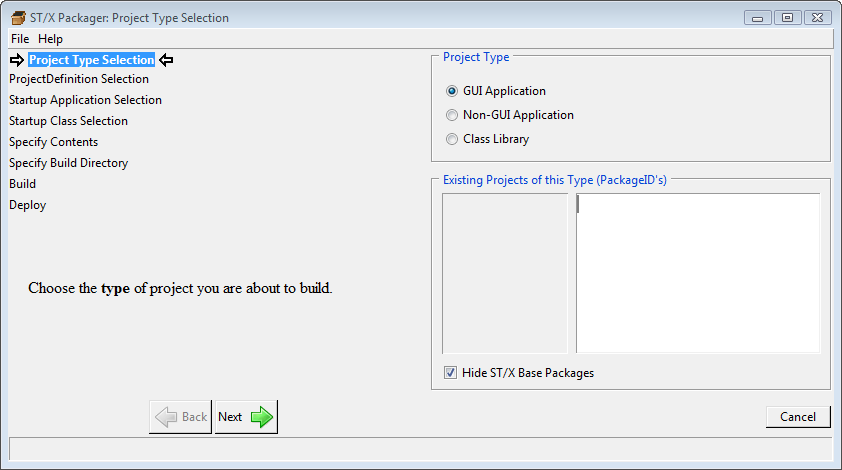 ST/X Packager: Project Type Selection
File Help
Project Type Selection
ProjectDefinition Selection
Startup Application Selection
Startup Class Selection
Specify Contents
Specify Build Directory
Build
Deploy
Choose the type of project you are about to build.
Project Type
GUI Application
Non-GUI Application
Class Library
Existing Projects of this Type (PackageID's)
Hide ST/X Base Packages
Back
Next
Cancel